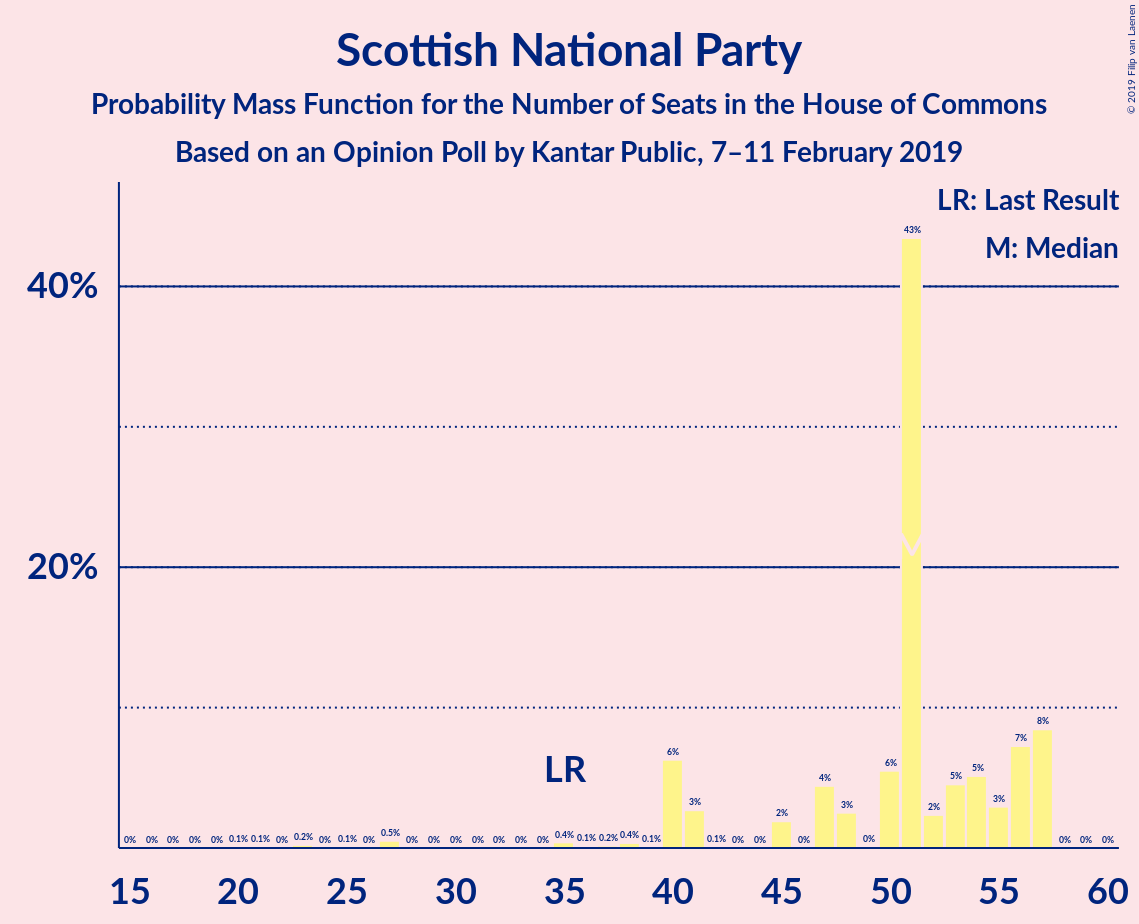 Scottish National Party
Probability Mass Function for the Number of Seats in the House of Commons
Based on an Opinion Poll by Kantar Public, 7–11 February 2019
© 2019 Filip van Laenen
LR: Last Result
M: Median
40%
20%
43%
LR
0% 0% 0% 0% 0% 0.1% 0.1% 0% 0.2% 0% 0.1% 0% 0.5% 0% 0% 0% 0% 0% 0% 0% 0.4% 0.1% 0.2% 0.4% 0.1% 6% 3% 0.1% 0% 0% 2% 0% 4% 3% 0% 6% 2% 5% 5% 3% 7% 8% 0% 0% 0%
15 20 25 30 35 40 45 50 55 60